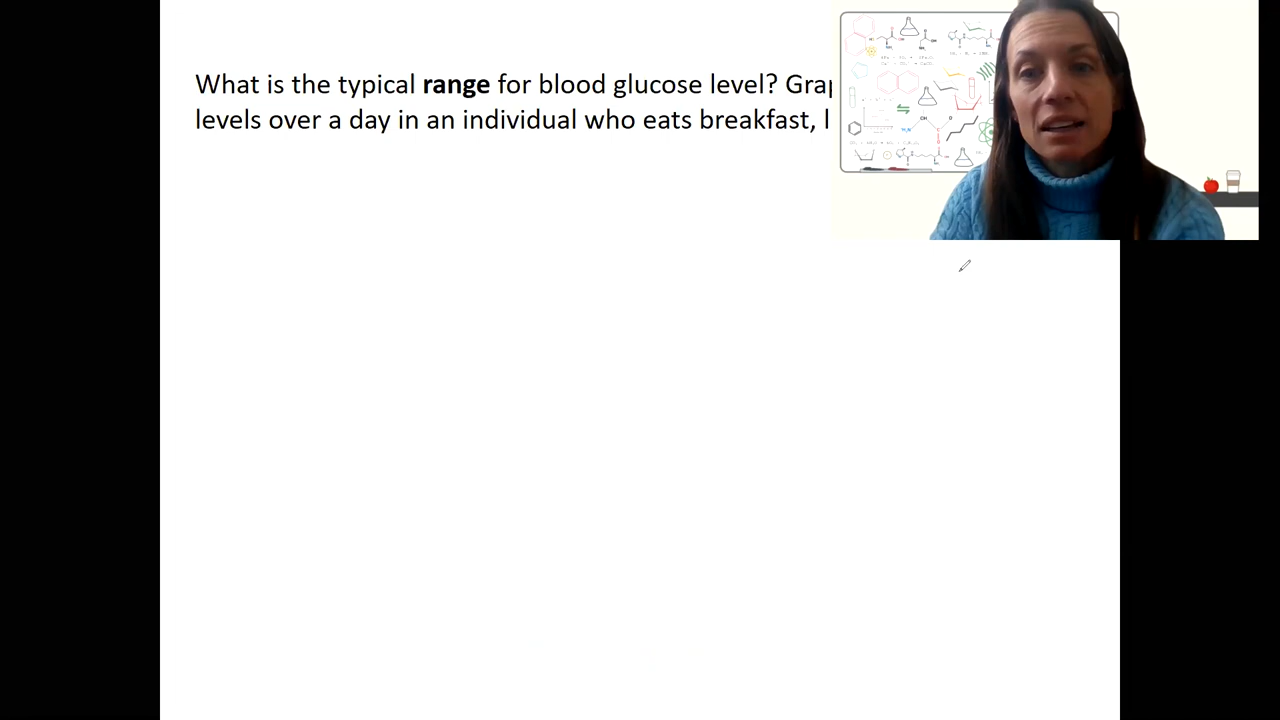 What is the typical range for blood glucose level? Gra
levels over a day in an individual who eats breakfast, l